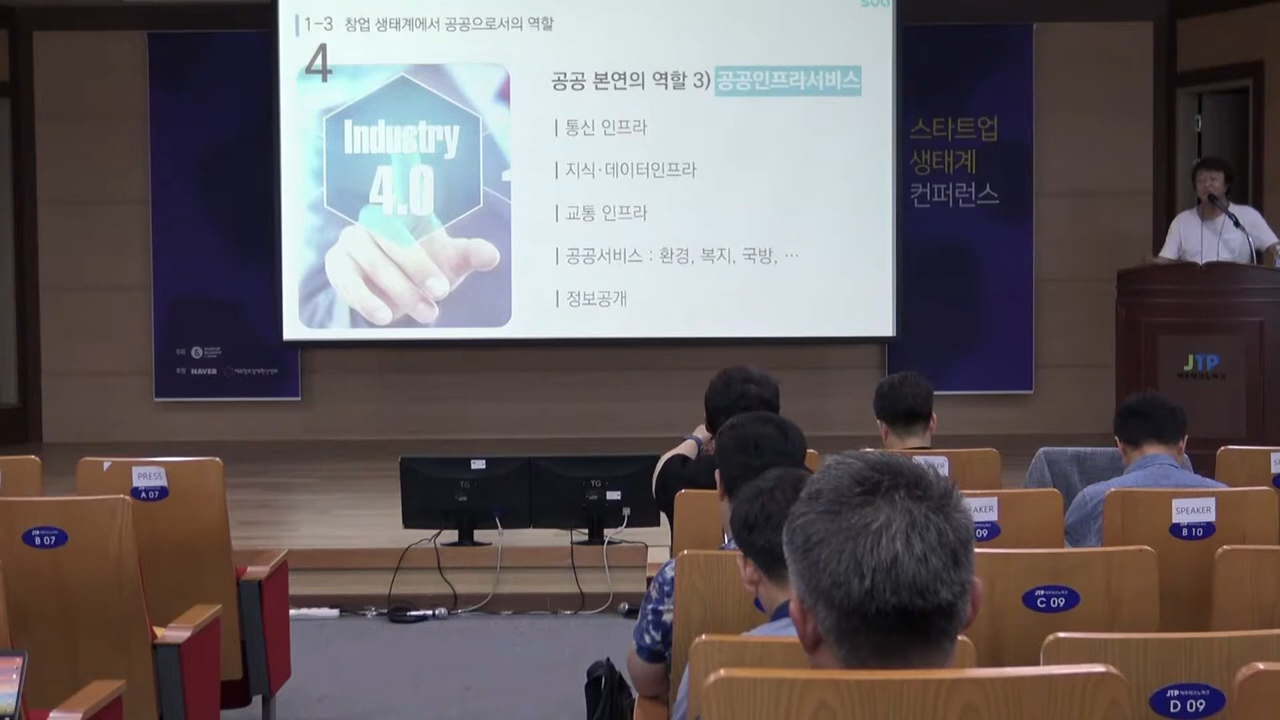 1-3 창업 생태계에서 공공으로서의 역할
4
Industry
4.0
공공 본연의 역할 3) 공공인프라서비스
| 통신 인프라
| 지식·데이터인프라
| 교통 인프라
| 공공서비스 : 환경, 복지, 국방, …
| 정보공개
스타트업
생태계
컨퍼런스
NAVER
JTP
TG
TG
PRESS
A 07
B 07
AKER
09
SPEAKER
B 10
JTP
C 09
JTP
D 09